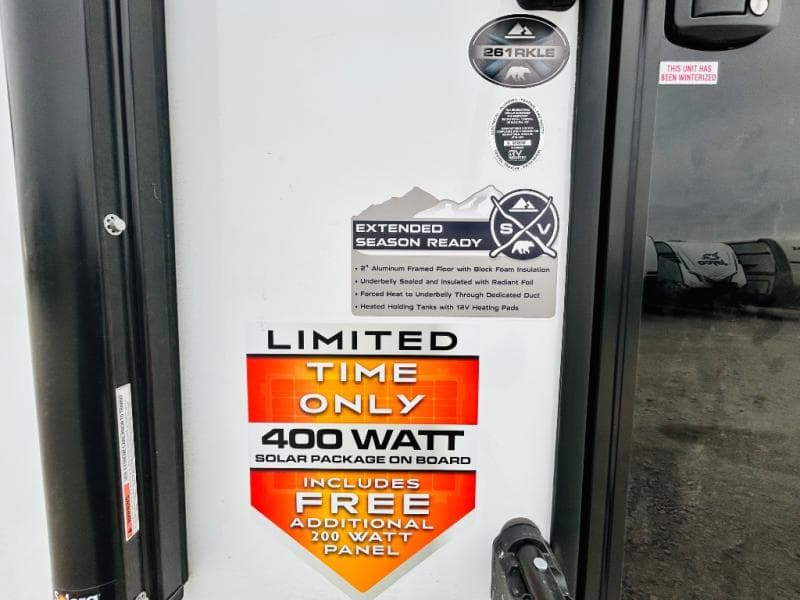 261RKLE
THIS UNIT HAS
BEEN WINTERIZED
RV
EXTENDED
SEASON READY
S V
• 2" Aluminum Framed Floor with Block Foam Insulation
• Underbelly Sealed and Insulated with Radiant Foil
• Forced Heat to Underbelly Through Dedicated Duct
• Heated Holding Tanks with 12V Heating Pads
LIMITED
TIME
ONLY
400 WATT
SOLAR PACKAGE ON BOARD
INCLUDES
FREE
ADDITIONAL
200 WATT
PANEL
Solera